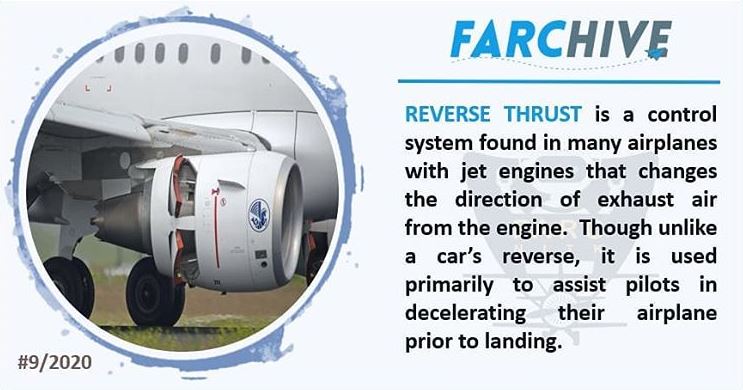 FARCHIVE
REVERSE THRUST is a control
system found in many airplanes
with jet engines that changes
the direction of exhaust air
from the engine. Though unlike
a car's reverse, it is used
primarily to assist pilots in
decelerating their airplane
prior to landing.
#9/2020